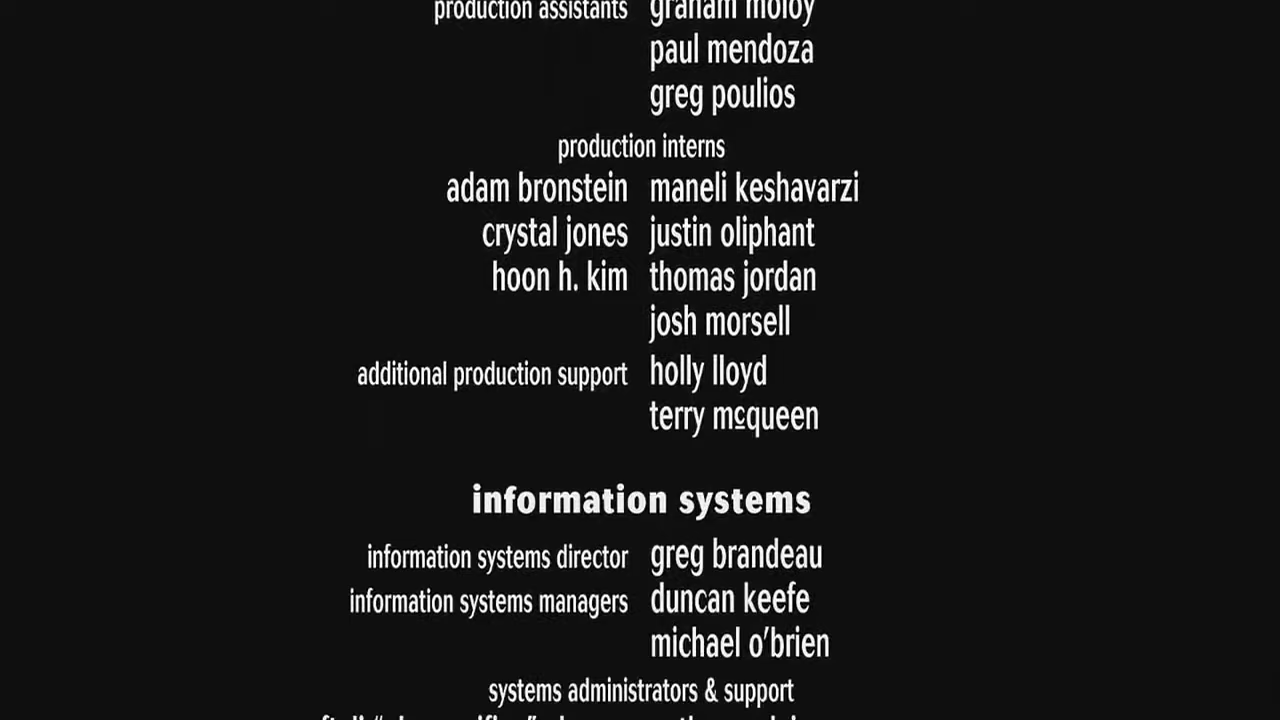 production assistants graham moloy
paul mendoza
greg poulios
production interns
adam bronstein maneli keshavarzi
crystal jones justin oliphant
hoon h. kim thomas jordan
josh morsell
additional production support holly lloyd
terry mcqueen
information systems
information systems director greg brandeau
information systems managers duncan keefe
michael o’brien
systems administrators & support